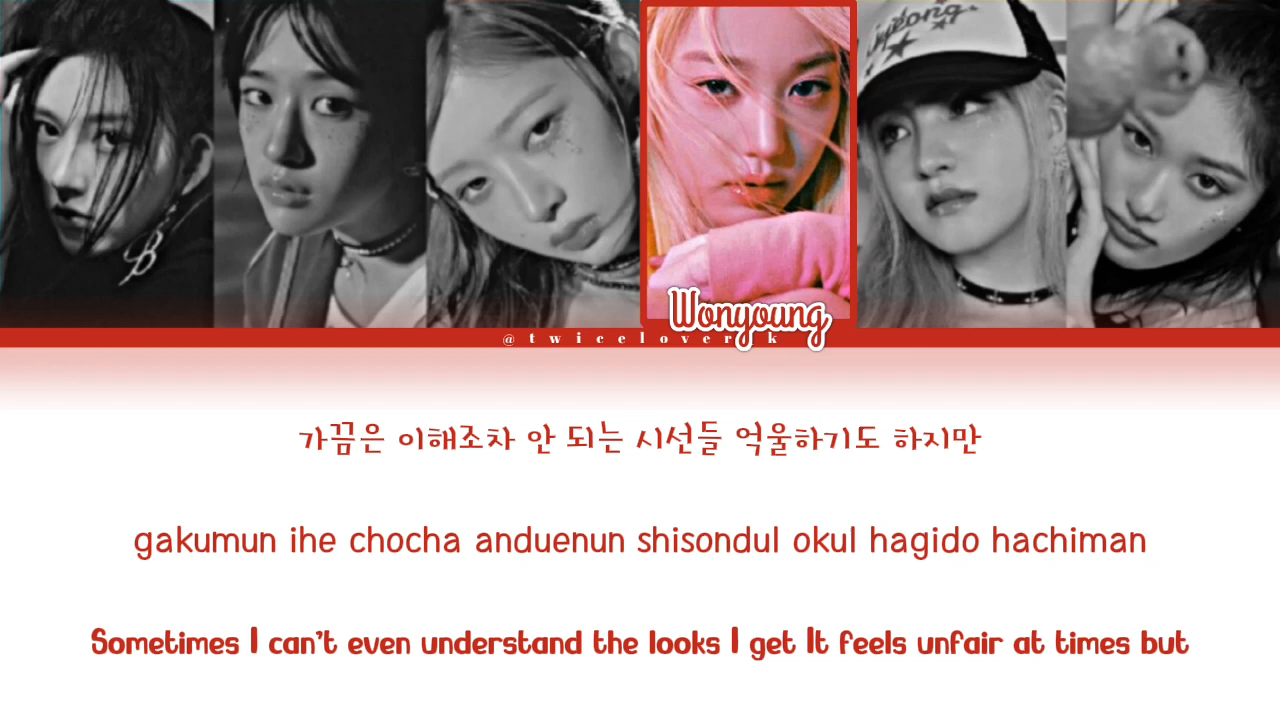 Wonyoung
@twicelover_k
가끔은 이해조차 안 되는 시선들 억울하기도 하지만
gakumun ihe chocha anduenun shisondul okul hagido hachiman
Sometimes I can't even understand the looks I get It feels unfair at times but